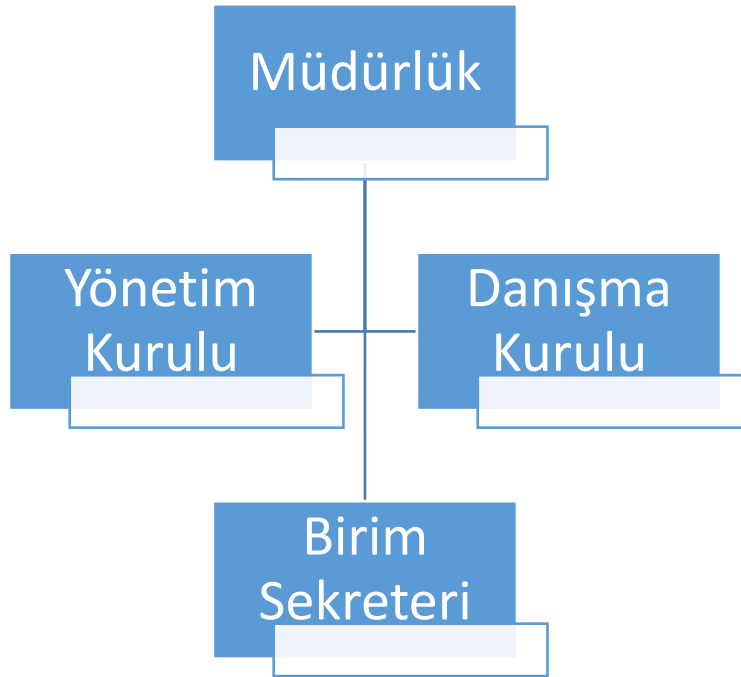 Müdürlük
Yönetim
Kurulu
Danışma
Kurulu
Birim
Sekreteri